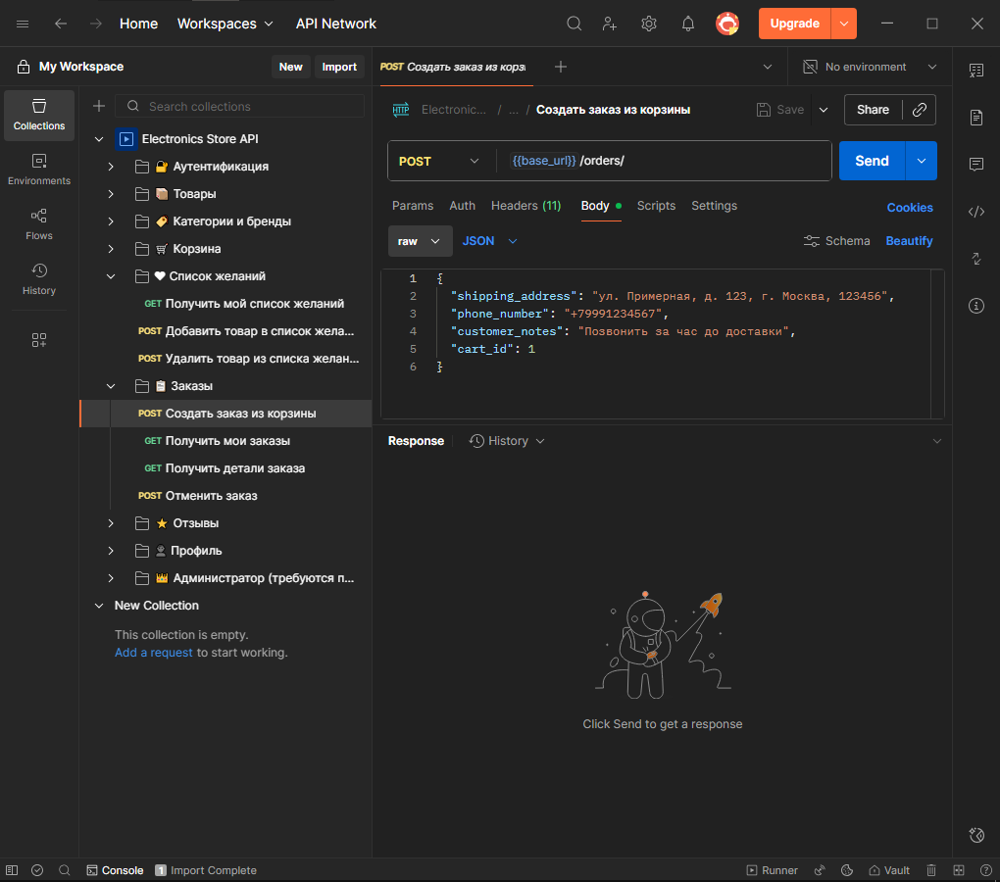 Home Workspaces API Network Upgrade
My Workspace New Import
POST Создать заказ из корзи
No environment
Collections
Environments
Flows
History
Search collections
Electronics Store API
Аутентификация
Товары
Категории и бренды
Корзина
Список желаний
GET Получить мой список желаний
POST Добавить товар в список жела...
POST Удалить товар из списка желан...
Заказы
POST Создать заказ из корзины
GET Получить мои заказы
GET Получить детали заказа
POST Отменить заказ
Отзывы
Профиль
Администратор (требуются п...
New Collection
This collection is empty.
Add a request to start working.
HTTP Electronic... / ... / Создать заказ из корзины Save Share
POST {{base_url}} /orders/ Send
Params Auth Headers (11) Body Scripts Settings Cookies
raw JSON Schema Beautify
1 {
2 "shipping_address": "ул. Примерная, д. 123, г. Москва, 123456",
3 "phone_number": "+79991234567",
4 "customer_notes": "Позвонить за час до доставки",
5 "cart_id": 1
6 }
Response History
Click Send to get a response
Console 1 Import Complete Runner Vault